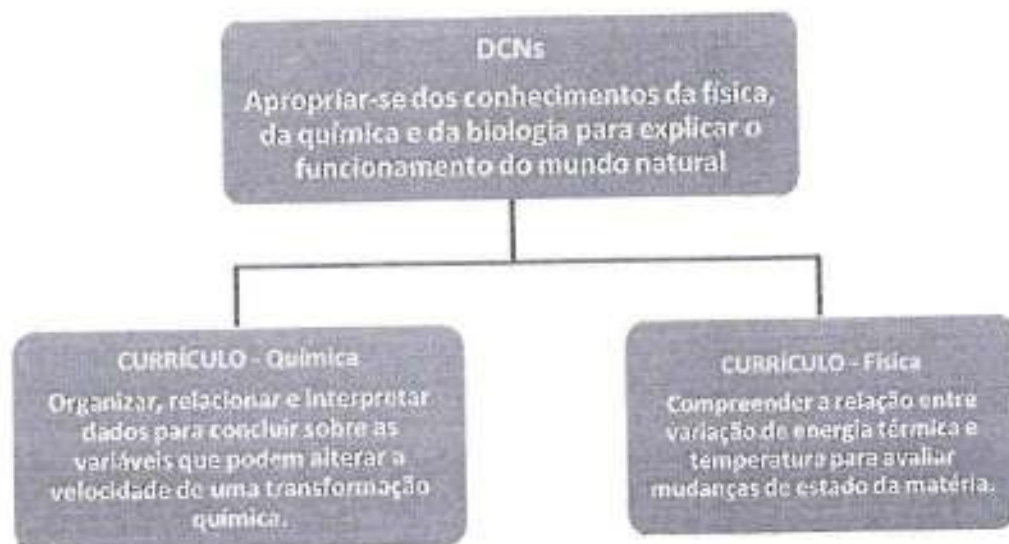 DCNs
Apropriar-se dos conhecimentos da física,
da química e da biologia para explicar o
funcionamento do mundo natural
CURRÍCULO - Química
Organizar, relacionar e interpretar
dados para concluir sobre as
variáveis que podem alterar a
velocidade de uma transformação
química.
CURRÍCULO - Física
Compreender a relação entre
variação de energia térmica e
temperatura para avaliar
mudanças de estado da matéria.